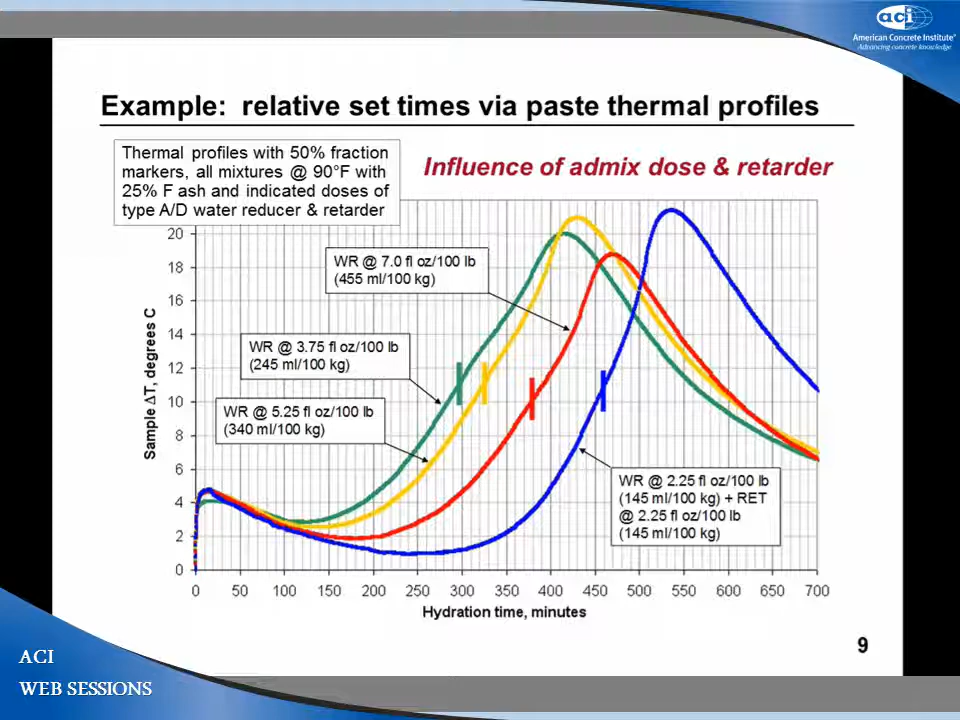 aci
American Concrete Institute®
Advancing concrete knowledge
Example: relative set times via paste thermal profiles
Thermal profiles with 50% fraction
markers, all mixtures @ 90°F with
25% F ash and indicated doses of
type A/D water reducer & retarder
Influence of admix dose & retarder
WR @ 7.0 fl oz/100 lb
(455 ml/100 kg)
WR @ 3.75 fl oz/100 lb
(245 ml/100 kg)
WR @ 5.25 fl oz/100 lb
(340 ml/100 kg)
WR @ 2.25 fl oz/100 lb
(145 ml/100 kg) + RET
@ 2.25 fl oz/100 lb
(145 ml/100 kg)
Sample ΔT, degrees C
20
18
16
14
12
10
8
6
4
2
0
0 50 100 150 200 250 300 350 400 450 500 550 600 650 700
Hydration time, minutes
9
ACI
WEB SESSIONS